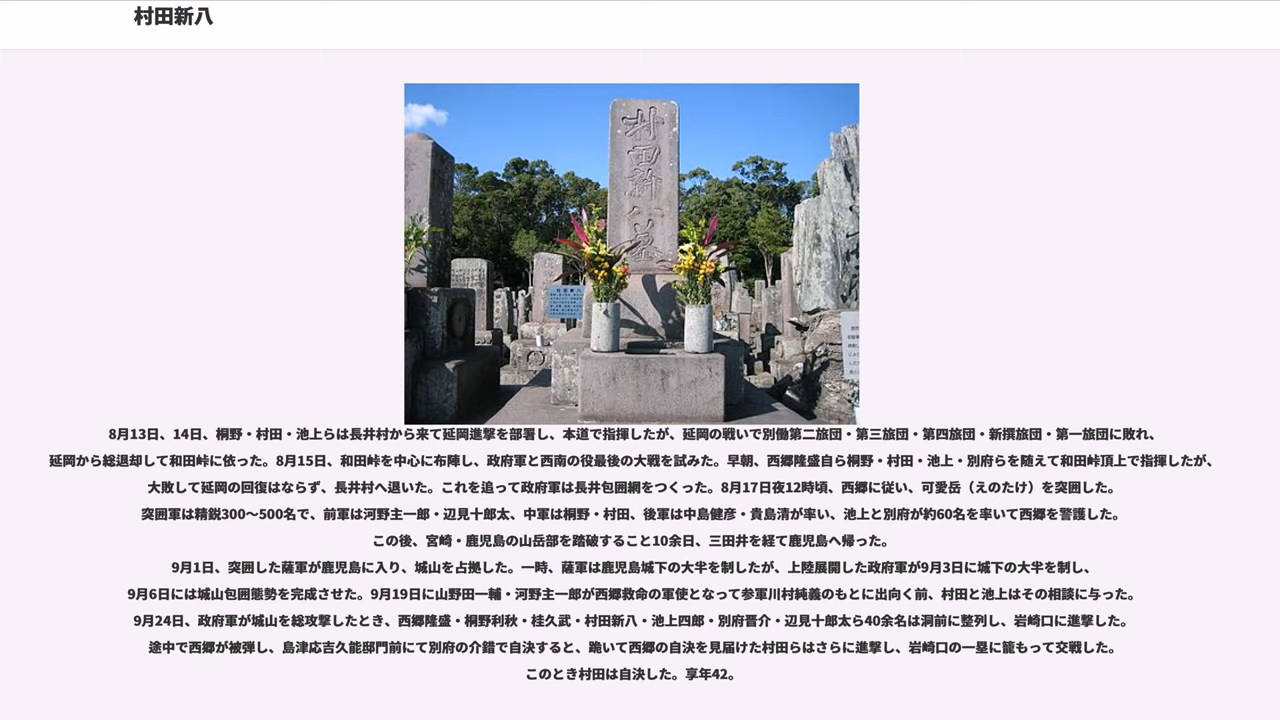 村田新八
村田新八墓
村田新八
8月13日、14日、桐野・村田・池上らは長井村から来て延岡進撃を部署し、本道で指揮したが、延岡の戦いで別働第二旅団・第三旅団・第四旅団・新撰旅団・第一旅団に敗れ、
延岡から総退却して和田峠に依った。8月15日、和田峠を中心に布陣し、政府軍と西南の役最後の大戦を試みた。早朝、西郷隆盛自ら桐野・村田・池上・別府らを随えて和田峠頂上で指揮したが、
大敗して延岡の回復はならず、長井村へ退いた。これを追って政府軍は長井包囲網をつくった。8月17日夜12時頃、西郷に従い、可愛岳（えのたけ）を突囲した。
突囲軍は精鋭300〜500名で、前軍は河野主一郎・辺見十郎太、中軍は桐野・村田、後軍は中島健彦・貴島清が率い、池上と別府が約60名を率いて西郷を警護した。
この後、宮崎・鹿児島の山岳部を踏破すること10余日、三田井を経て鹿児島へ帰った。
9月1日、突囲した薩軍が鹿児島に入り、城山を占拠した。一時、薩軍は鹿児島城下の大半を制したが、上陸展開した政府軍が9月3日に城下の大半を制し、
9月6日には城山包囲態勢を完成させた。9月19日に山野田一輔・河野主一郎が西郷救命の軍使となって参軍川村純義のもとに出向く前、村田と池上はその相談に与った。
9月24日、政府軍が城山を総攻撃したとき、西郷隆盛・桐野利秋・桂久武・村田新八・池上四郎・別府晋介・辺見十郎太ら40余名は洞前に整列し、岩崎口に進撃した。
途中で西郷が被弾し、島津応吉久能邸門前にて別府の介錯で自決すると、跪いて西郷の自決を見届けた村田らはさらに進撃し、岩崎口の一塁に籠もって交戦した。
このとき村田は自決した。享年42。